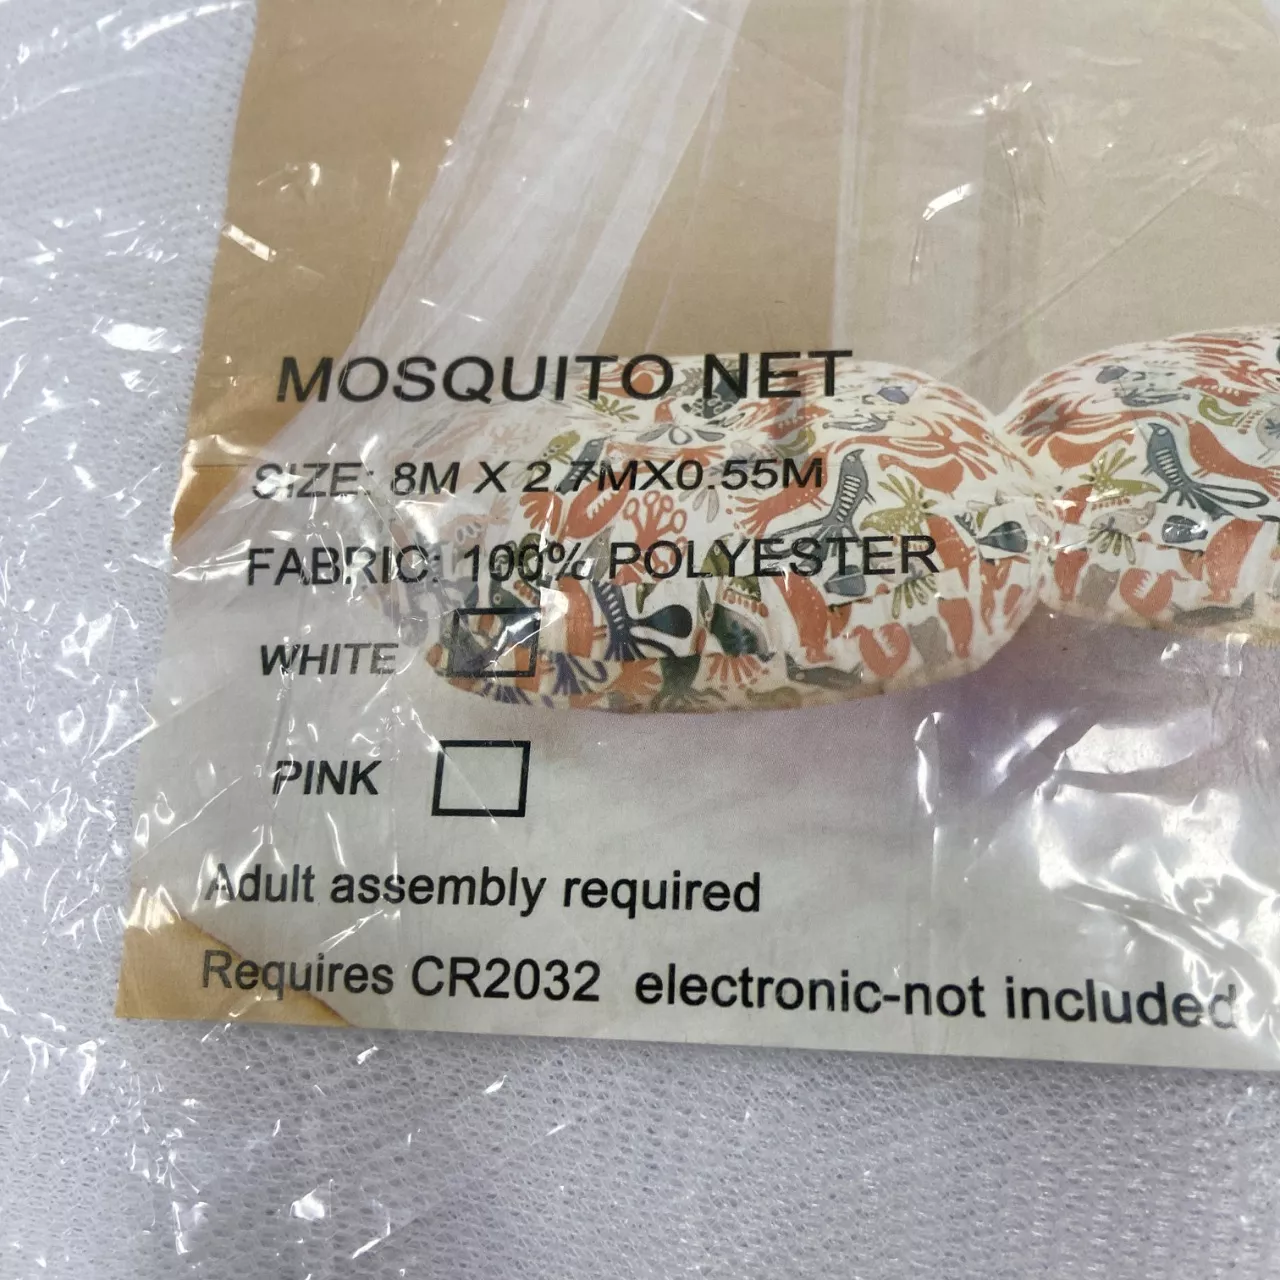 MOSQUITO NET
SIZE: 8M X 2.7MX0.55M
FABRIC: 100% POLYESTER
WHITE
PINK
Adult assembly required
Requires CR2032 electronic-not included